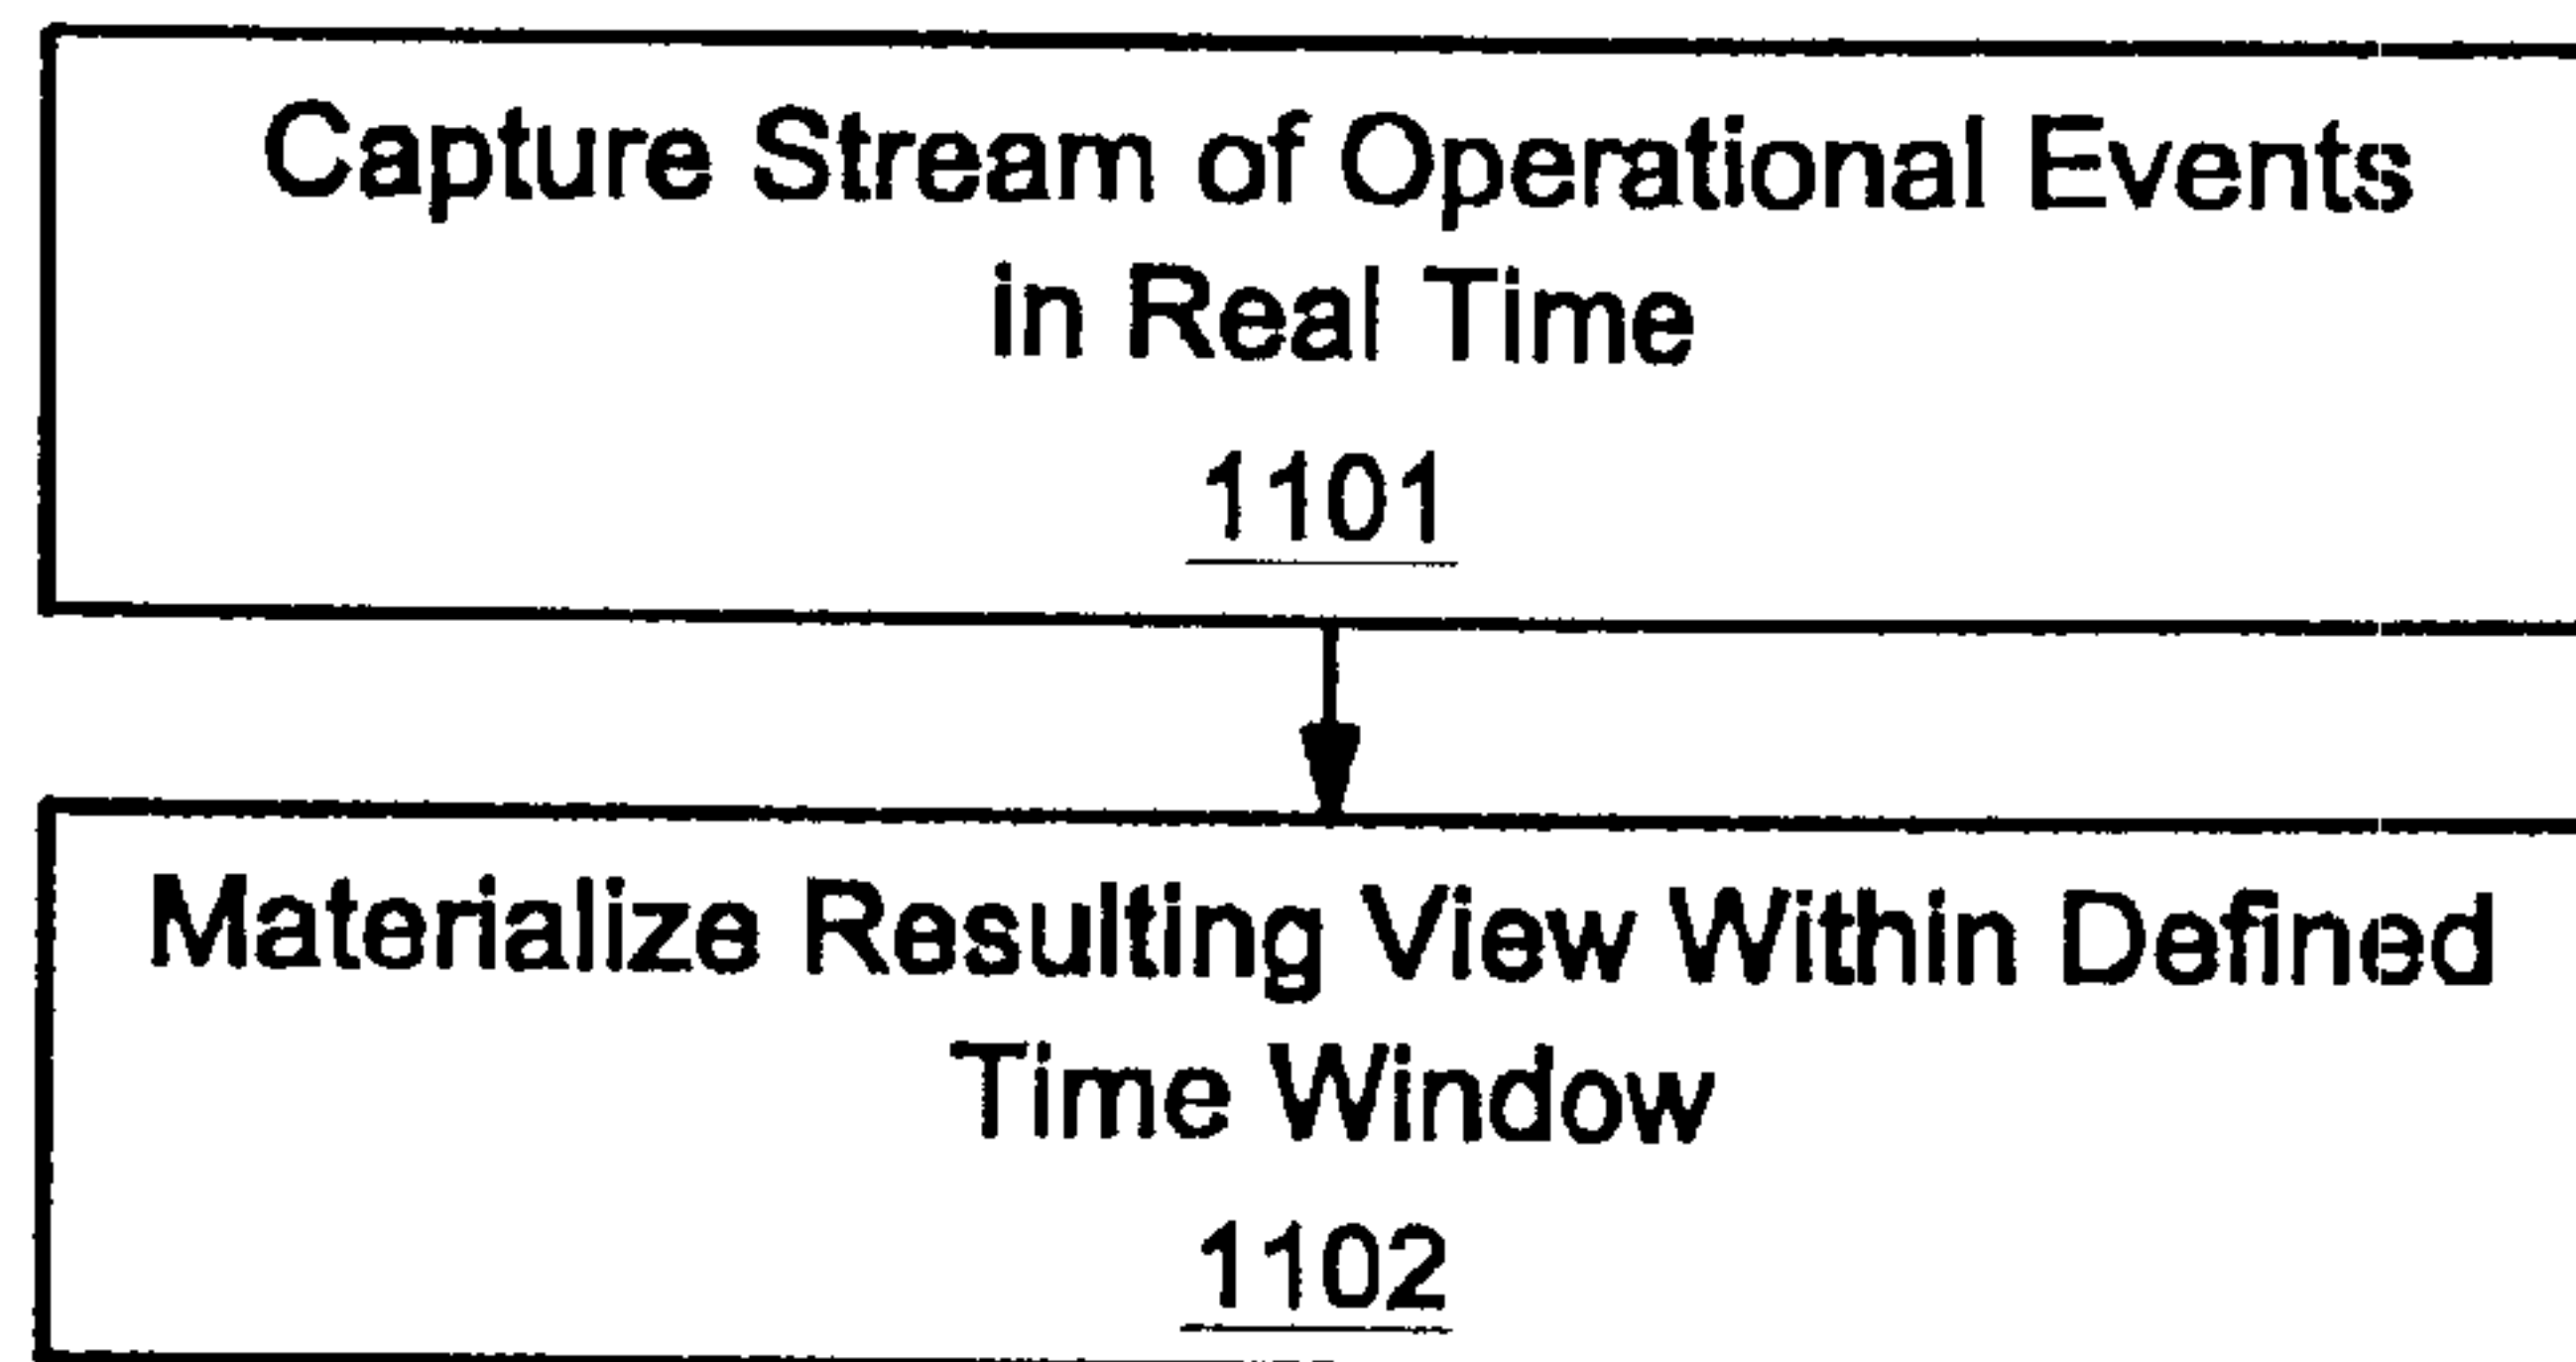 Capture Stream of Operational Events
in Real Time
1101
Materialize Resulting View Within Defined
Time Window
1102